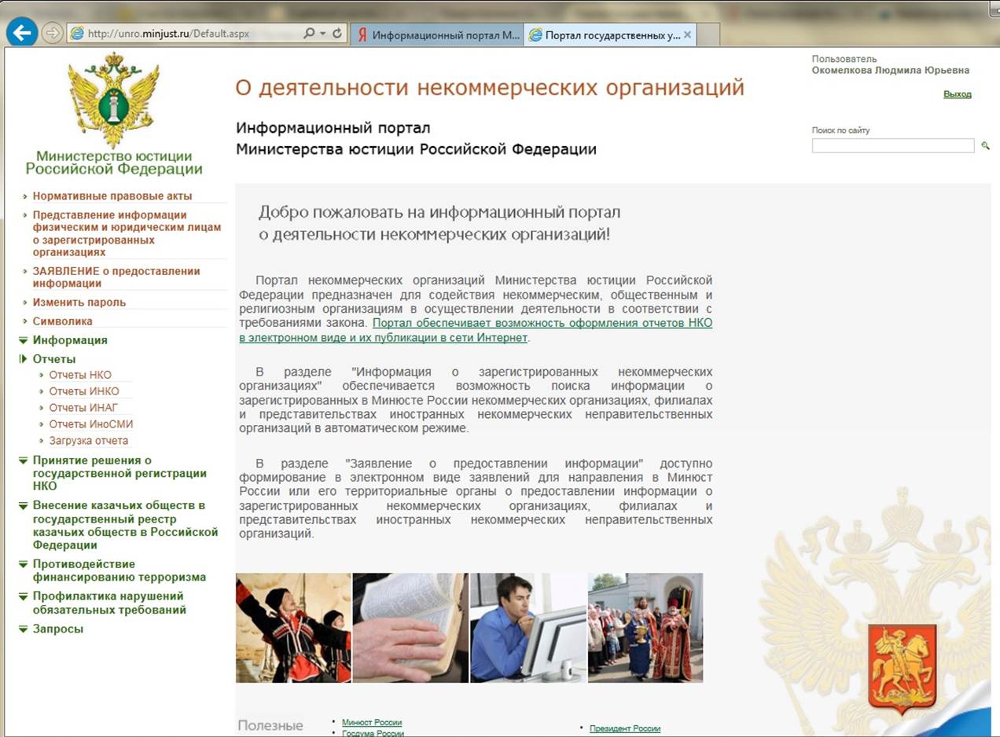 http://unro.minjust.ru/Default.aspx
Информационный портал М...
Портал государственных у...
Министерство юстиции
Российской Федерации
О деятельности некоммерческих организаций
Информационный портал
Министерства юстиции Российской Федерации
Пользователь
Окомелкова Людмила Юрьевна
Выход
Поиск по сайту
Нормативные правовые акты
Представление информации
физическим и юридическим лицам
о зарегистрированных
организациях
ЗАЯВЛЕНИЕ о предоставлении
информации
Изменить пароль
Символика
Информация
Отчеты
Отчеты НКО
Отчеты ИНКО
Отчеты ИНАГ
Отчеты ИноСМИ
Загрузка отчета
Принятие решения о
государственной регистрации
НКО
Внесение казачьих обществ в
государственный реестр
казачьих обществ в Российской
Федерации
Противодействие
финансированию терроризма
Профилактика нарушений
обязательных требований
Запросы
Добро пожаловать на информационный портал
о деятельности некоммерческих организаций!
Портал некоммерческих организаций Министерства юстиции Российской
Федерации предназначен для содействия некоммерческим, общественным и
религиозным организациям в осуществлении деятельности в соответствии с
требованиями закона. Портал обеспечивает возможность оформления отчетов НКО
в электронном виде и их публикации в сети Интернет.
В разделе "Информация о зарегистрированных некоммерческих
организациях" обеспечивается возможность поиска информации о
зарегистрированных в Минюсте России некоммерческих организациях, филиалах
и представительствах иностранных некоммерческих неправительственных
организаций в автоматическом режиме.
В разделе "Заявление о предоставлении информации" доступно
формирование в электронном виде заявлений для направления в Минюст
России или его территориальные органы о предоставлении информации о
зарегистрированных некоммерческих организациях, филиалах и
представительствах иностранных некоммерческих неправительственных
организаций.
Полезные
Минюст России
Госдума России
Президент России